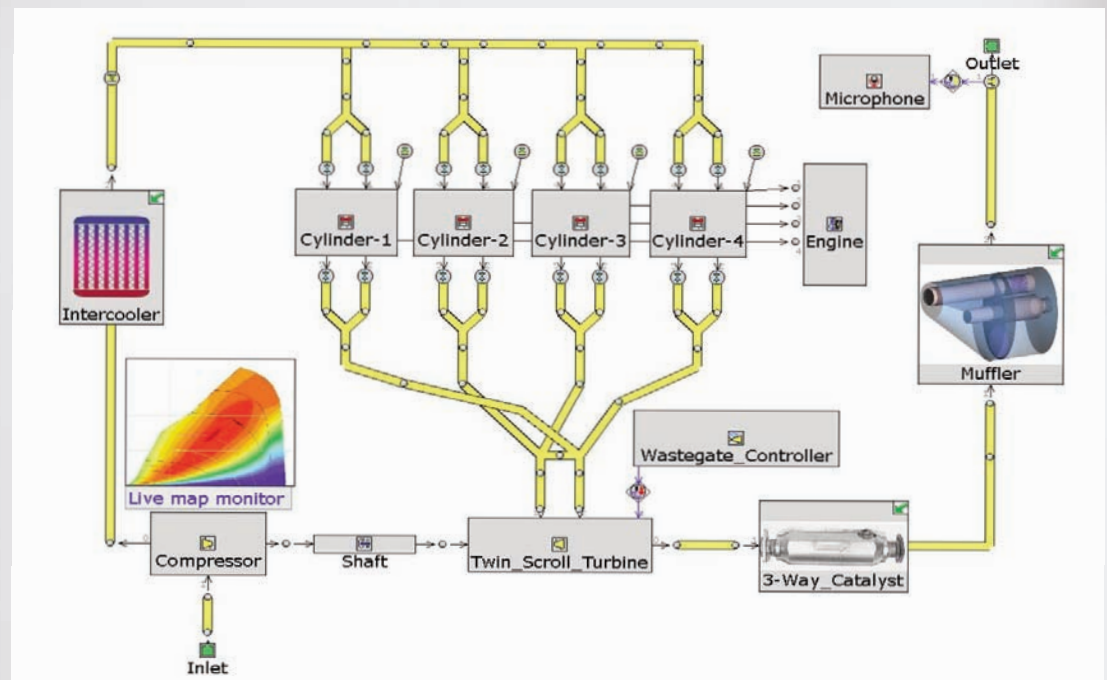 Outlet
Microphone
Cylinder-1
Cylinder-2
Cylinder-3
Cylinder-4
Engine
Intercooler
Muffler
Wastegate_Controller
Live map monitor
Compressor
Shaft
Twin_Scroll_Turbine
3-Way_Catalyst
Inlet